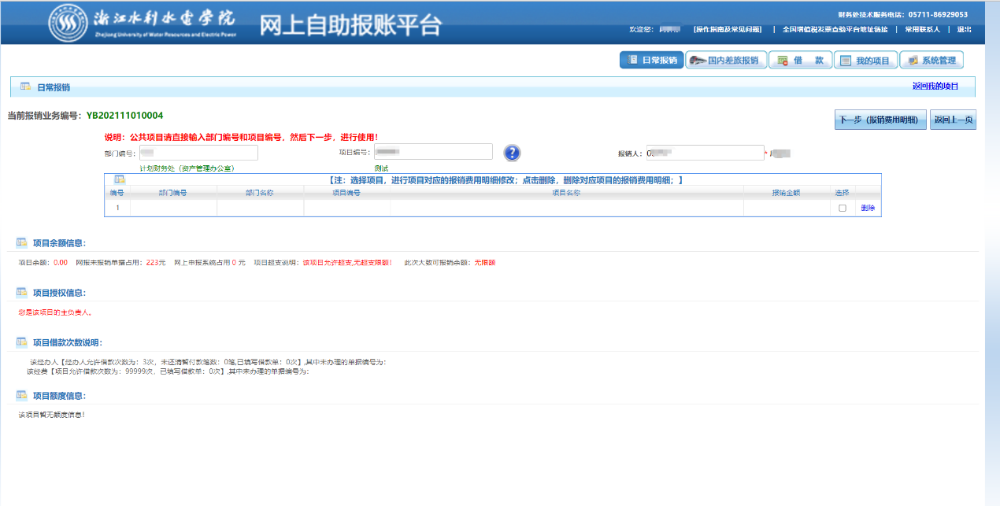 浙江水利水电学院
Zhejiang University of Water Resources and Electric Power
网上自助报账平台
财务处技术服务电话：05711-86929053
欢迎您： [操作指南及常见问题] | 全国增值税发票查验平台地址链接 | 常用联系人 | 退出
日常报销 国内差旅报销 借 款 我的项目 系统管理
日常报销 返回我的项目
当前报销业务编号：YB202111010004 下一步（报销费用明细） 返回上一页
说明：公共项目请直接输入部门编号和项目编号，然后下一步，进行使用！
部门编号： 项目编号： ? 报销人：0 *
计划财务处（资产管理办公室） 测试
【注：选择项目，进行项目对应的报销费用明细修改；点击删除，删除对应项目的报销费用明细；】
编号 部门编号 部门名称 项目编号 项目名称 报销金额 选择
1 删除
项目余额信息：
项目余额：0.00 网报未报销单据占用：223元 网上申报系统占用 0 元 项目超支说明：该项目允许超支,无超支限额！ 此次大致可报销余额：无限额
项目授权信息：
您是该项目的主负责人。
项目借款次数说明：
该经办人【经办人允许借款次数为：3次，未还清暂付款笔数：0笔,已填写借款单：0次】,其中未办理的单据编号为:
该经费【项目允许借款次数为：99999次，已填写借款单：0次】,其中未办理的单据编号为:
项目额度信息：
该项目暂无额度信息！